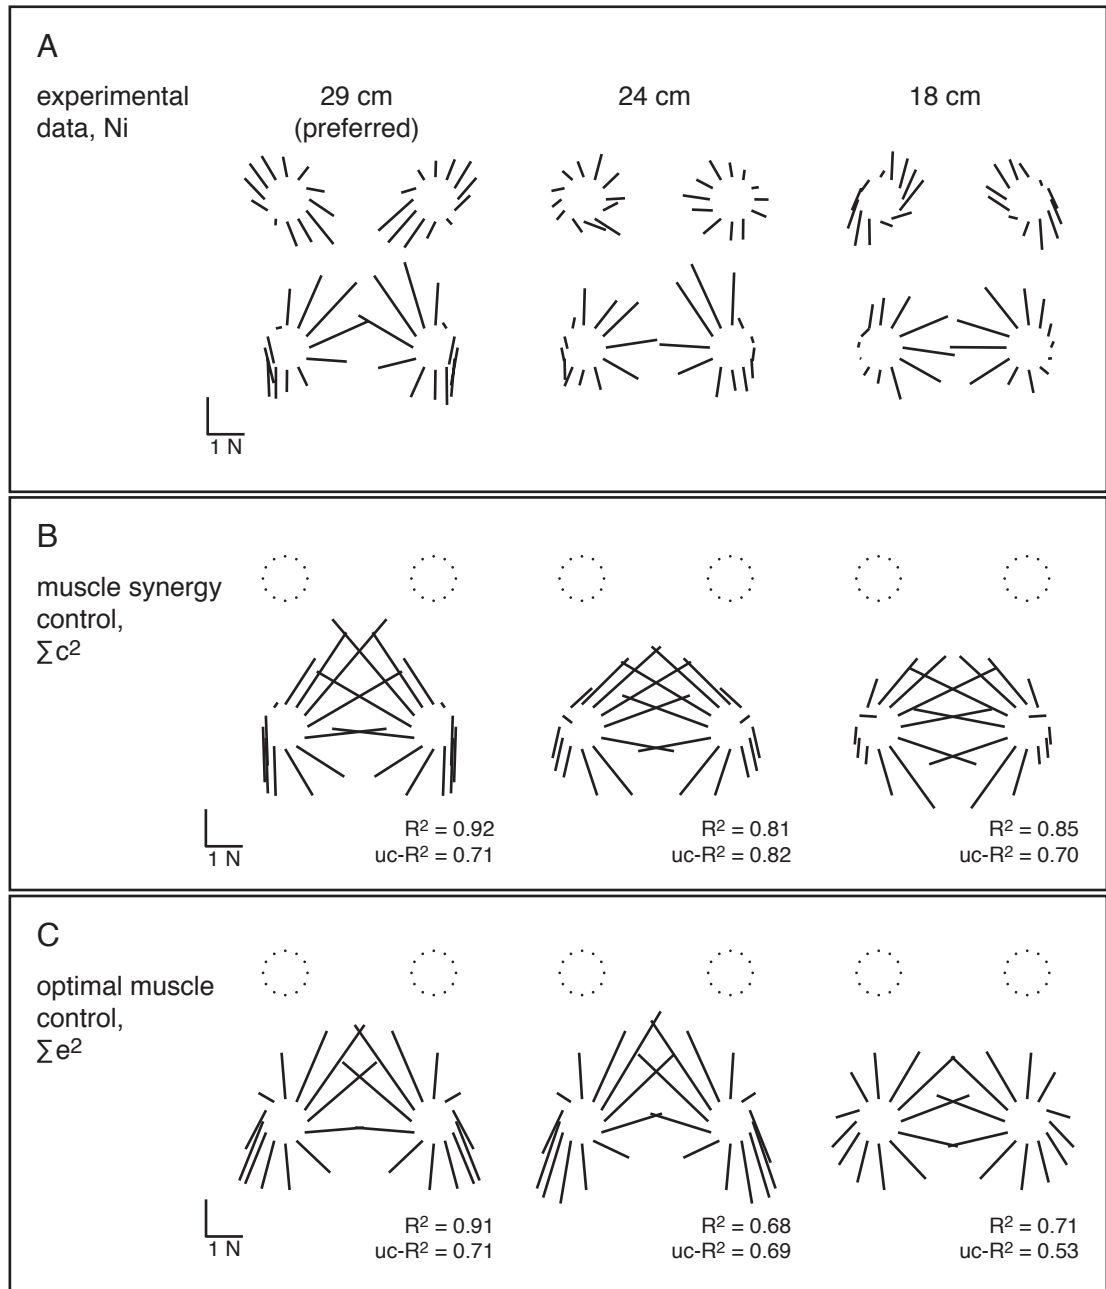 A
experimental
data, Ni
29 cm
(preferred)
24 cm
18 cm
1 N
B
muscle synergy
control,
∑c²
1 N
R² = 0.92
uc-R² = 0.71
R² = 0.81
uc-R² = 0.82
R² = 0.85
uc-R² = 0.70
C
optimal muscle
control,
∑e²
1 N
R² = 0.91
uc-R² = 0.71
R² = 0.68
uc-R² = 0.69
R² = 0.71
uc-R² = 0.53